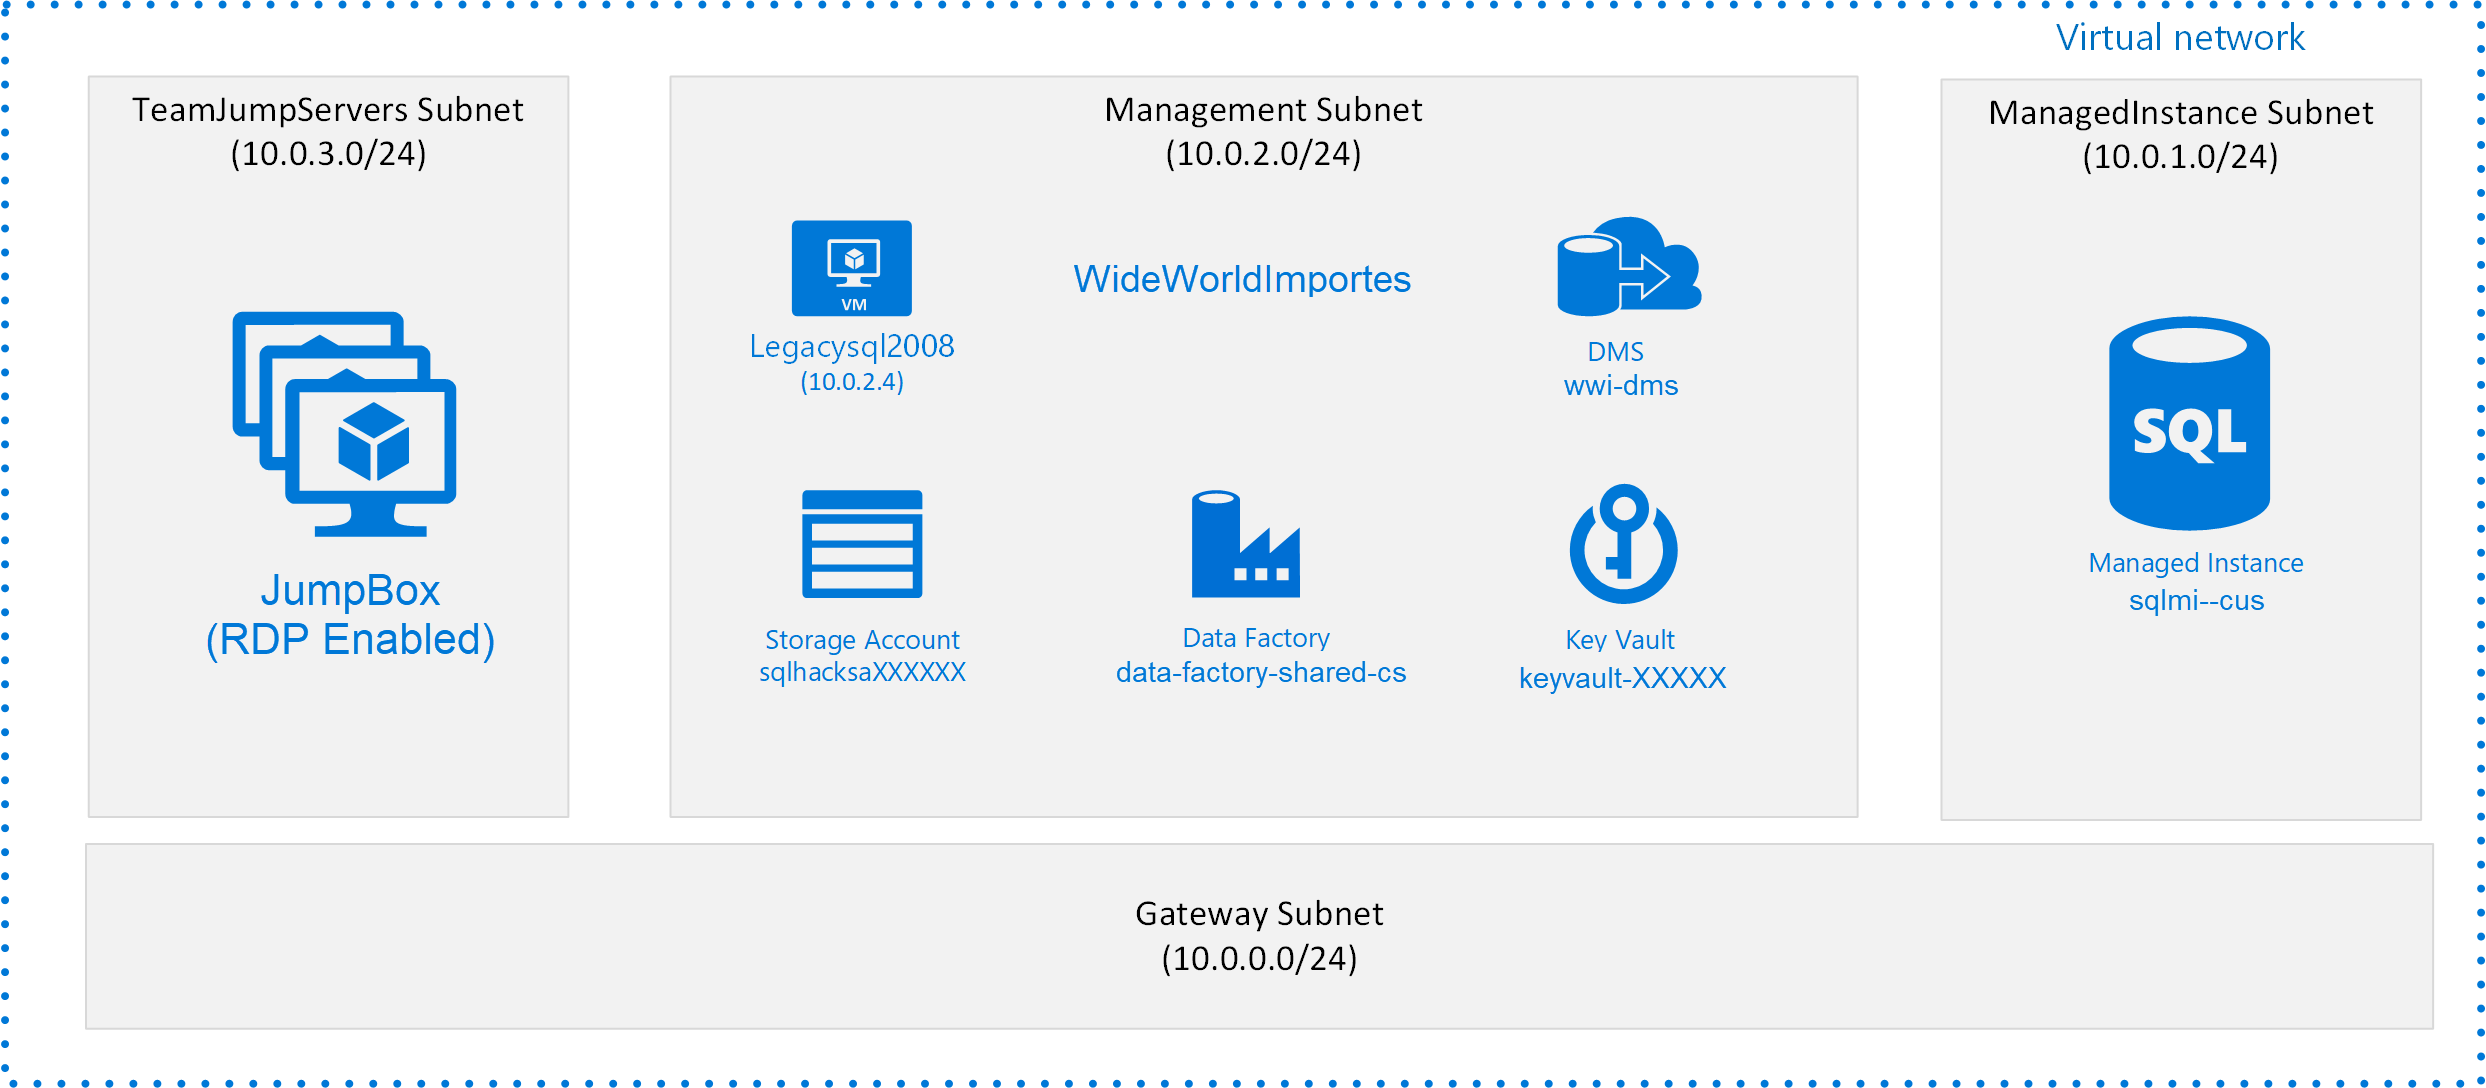 Virtual network
TeamJumpServers Subnet
(10.0.3.0/24)
JumpBox
(RDP Enabled)
Management Subnet
(10.0.2.0/24)
VM
Legacysql2008
(10.0.2.4)
WideWorldImportes
DMS
wwi-dms
Storage Account
sqlhacksaXXXXXX
Data Factory
data-factory-shared-cs
Key Vault
keyvault-XXXXX
ManagedInstance Subnet
(10.0.1.0/24)
SQL
Managed Instance
sqlmi--cus
Gateway Subnet
(10.0.0.0/24)